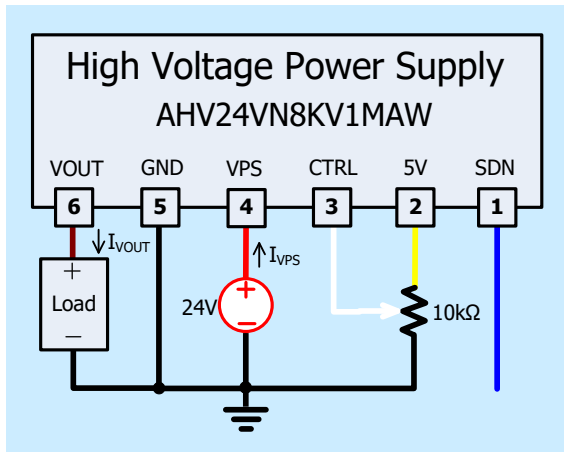 High Voltage Power Supply
AHV24VN8KV1MAW
VOUT GND VPS CTRL 5V SDN
6 5 4 3 2 1
IVOUT IVPS
+
Load
−
24V
+
−
10kΩ